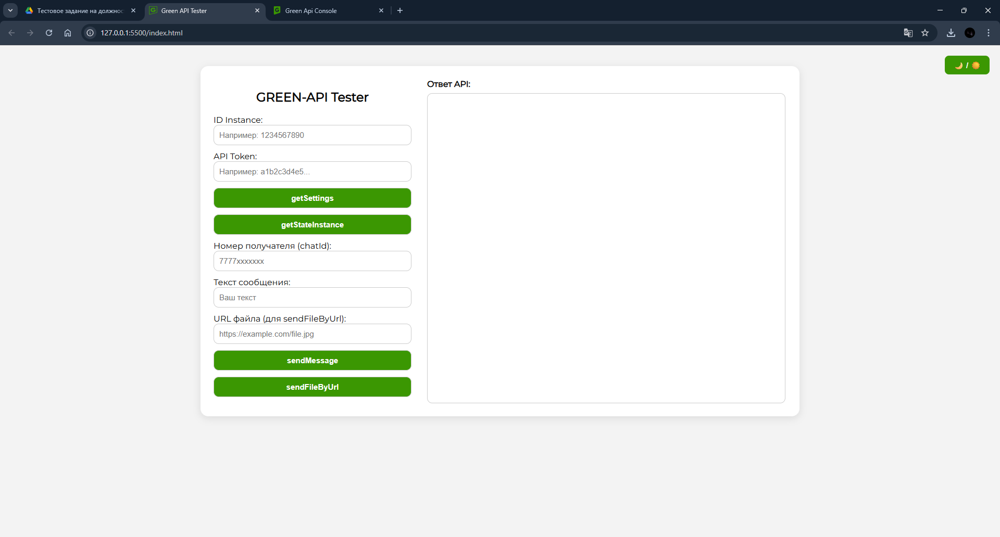 Тестовое задание на должнос
Green API Tester
Green Api Console
127.0.0.1:5500/index.html
/
GREEN-API Tester
ID Instance:
Например: 1234567890
API Token:
Например: a1b2c3d4e5...
getSettings
getStateInstance
Номер получателя (chatId):
7777xxxxxxx
Текст сообщения:
Ваш текст
URL файла (для sendFileByUrl):
https://example.com/file.jpg
sendMessage
sendFileByUrl
Ответ API: